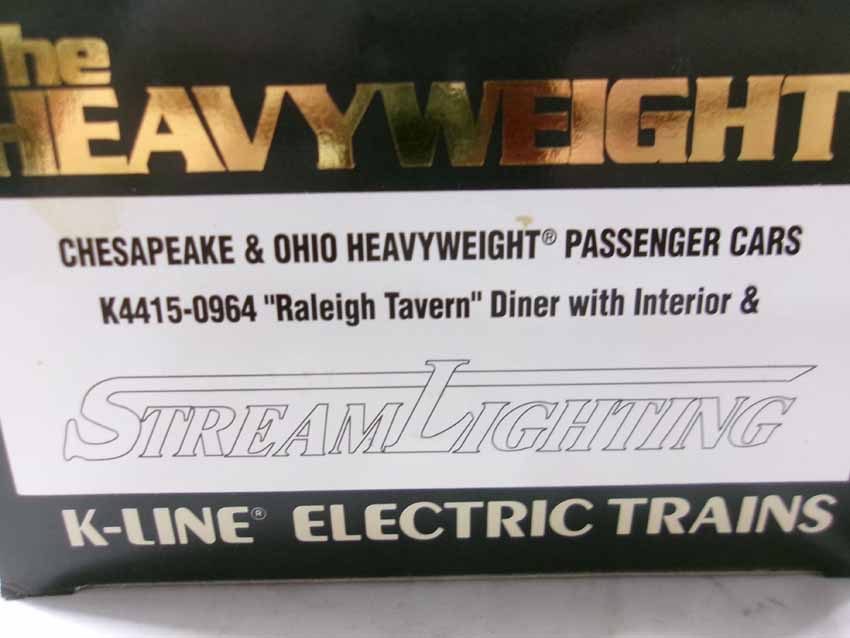 The
HEAVYWEIGHT
CHESAPEAKE & OHIO HEAVYWEIGHT® PASSENGER CARS
K4415-0964 "Raleigh Tavern" Diner with Interior &
STREAMLIGHTING
K-LINE® ELECTRIC TRAINS